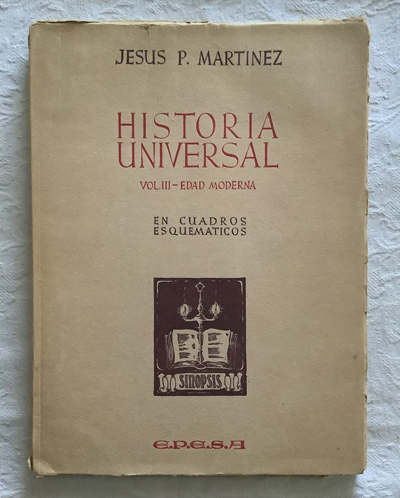 JESUS P. MARTINEZ
HISTORIA
UNIVERSAL
VOL. III - EDAD MODERNA
EN CUADROS
ESQUEMATICOS
SINOPSIS
E.P.E.S.A